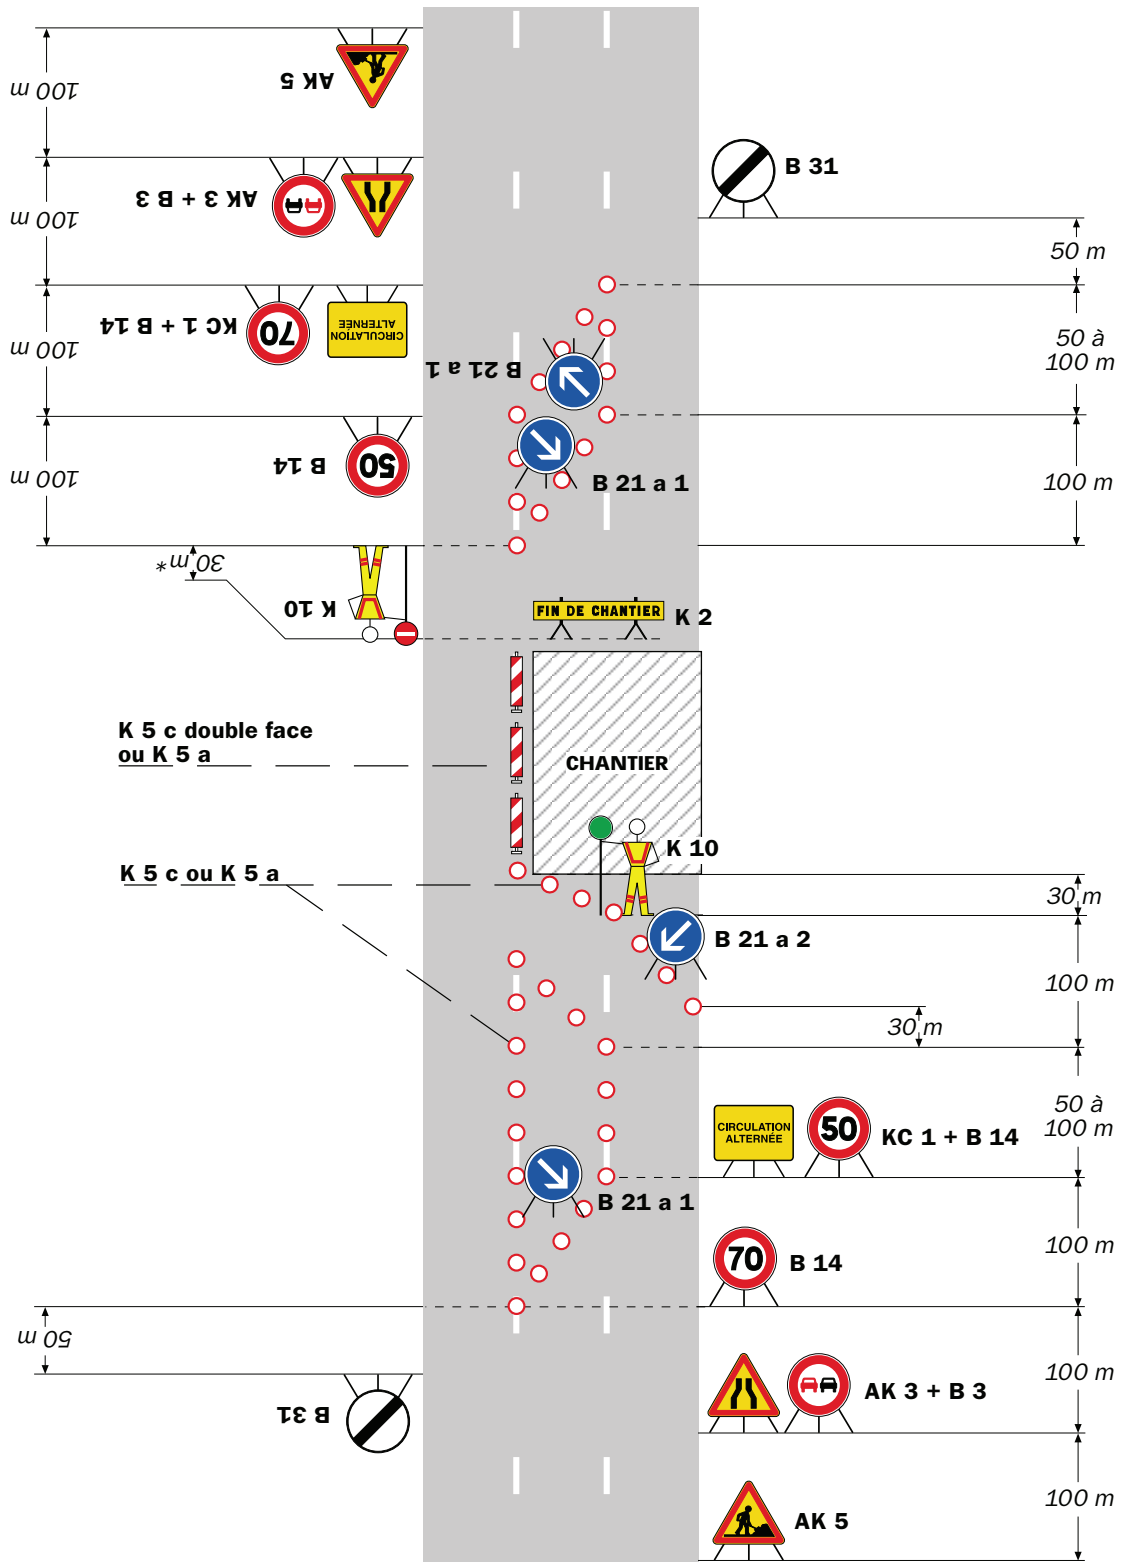 100 m
AK 5
100 m
AK 3 + B 3
B 31
50 m
100 m
KC 1 + B 14
70
CIRCULATION
ALTERNÉE
50 à
100 m
B 21 a 1
100 m
B 14
50
B 21 a 1
100 m
30 m*
K 10
FIN DE CHANTIER
K 2
K 5 c double face
ou K 5 a
CHANTIER
K 10
K 5 c ou K 5 a
30 m
B 21 a 2
100 m
30 m
CIRCULATION
ALTERNÉE
50
KC 1 + B 14
50 à
100 m
B 21 a 1
70
B 14
100 m
50 m
B 31
AK 3 + B 3
100 m
AK 5
100 m